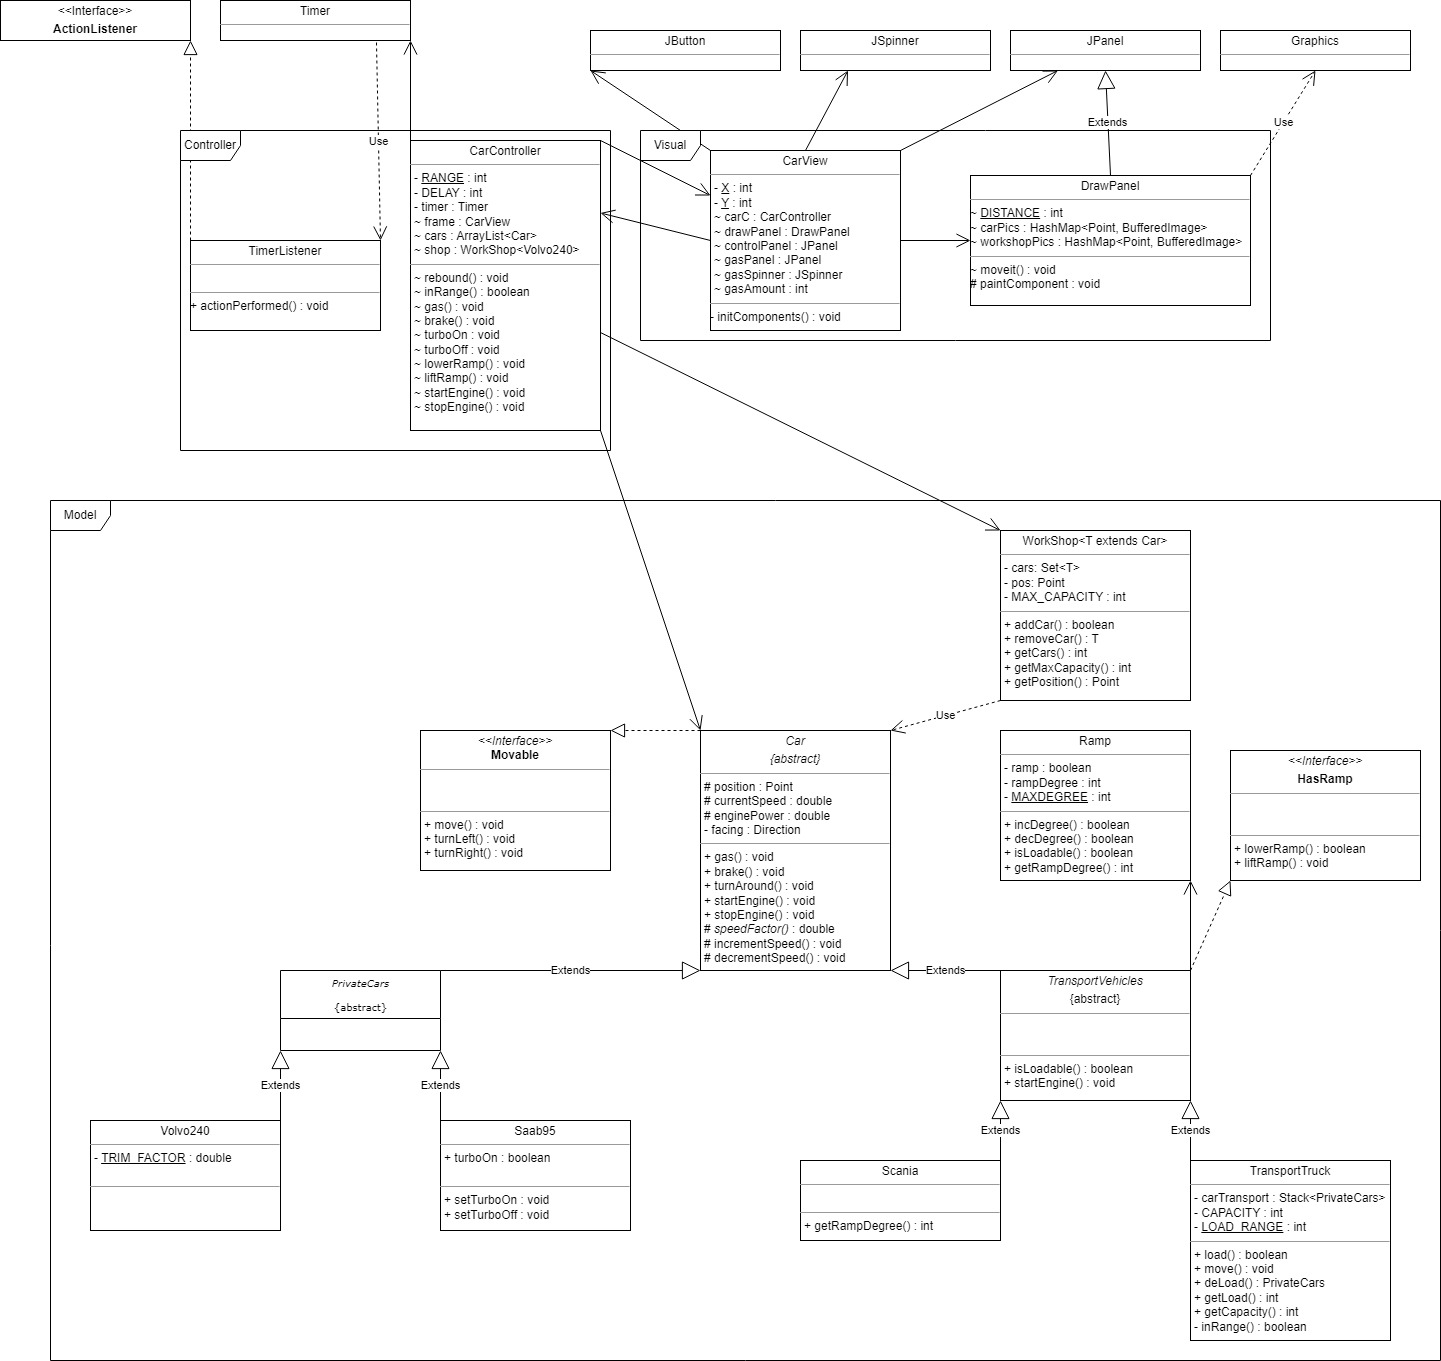 <<Interface>>
ActionListener
Timer
JButton
JSpinner
JPanel
Graphics
Extends
Use
Use
Controller
Visual
CarController
- RANGE : int
- DELAY : int
- timer : Timer
~ frame : CarView
~ cars : ArrayList<Car>
~ shop : WorkShop<Volvo240>
~ rebound() : void
~ inRange() : boolean
~ gas() : void
~ brake() : void
~ turboOn : void
~ turboOff : void
~ lowerRamp() : void
~ liftRamp() : void
~ startEngine() : void
~ stopEngine() : void
TimerListener
+ actionPerformed() : void
CarView
- X : int
- Y : int
~ carC : CarController
~ drawPanel : DrawPanel
~ controlPanel : JPanel
~ gasPanel : JPanel
~ gasSpinner : JSpinner
~ gasAmount : int
- initComponents() : void
DrawPanel
~ DISTANCE : int
~ carPics : HashMap<Point, BufferedImage>
~ workshopPics : HashMap<Point, BufferedImage>
~ moveit() : void
# paintComponent : void
Model
WorkShop<T extends Car>
- cars: Set<T>
- pos: Point
- MAX_CAPACITY : int
+ addCar() : boolean
+ removeCar() : T
+ getCars() : int
+ getMaxCapacity() : int
+ getPosition() : Point
Use
<<Interface>>
Movable
+ move() : void
+ turnLeft() : void
+ turnRight() : void
Car
{abstract}
# position : Point
# currentSpeed : double
# enginePower : double
- facing : Direction
+ gas() : void
+ brake() : void
+ turnAround() : void
+ startEngine() : void
+ stopEngine() : void
# speedFactor() : double
# incrementSpeed() : void
# decrementSpeed() : void
Ramp
- ramp : boolean
- rampDegree : int
- MAXDEGREE : int
+ incDegree() : boolean
+ decDegree() : boolean
+ isLoadable() : boolean
+ getRampDegree() : int
<<Interface>>
HasRamp
+ lowerRamp() : boolean
+ liftRamp() : void
Extends
Extends
PrivateCars
{abstract}
TransportVehicles
{abstract}
+ isLoadable() : boolean
+ startEngine() : void
Extends
Extends
Extends
Extends
Volvo240
- TRIM_FACTOR : double
Saab95
+ turboOn : boolean
+ setTurboOn : void
+ setTurboOff : void
Scania
+ getRampDegree() : int
TransportTruck
- carTransport : Stack<PrivateCars>
- CAPACITY : int
- LOAD_RANGE : int
+ load() : boolean
+ move() : void
+ deLoad() : PrivateCars
+ getLoad() : int
+ getCapacity() : int
- inRange() : boolean